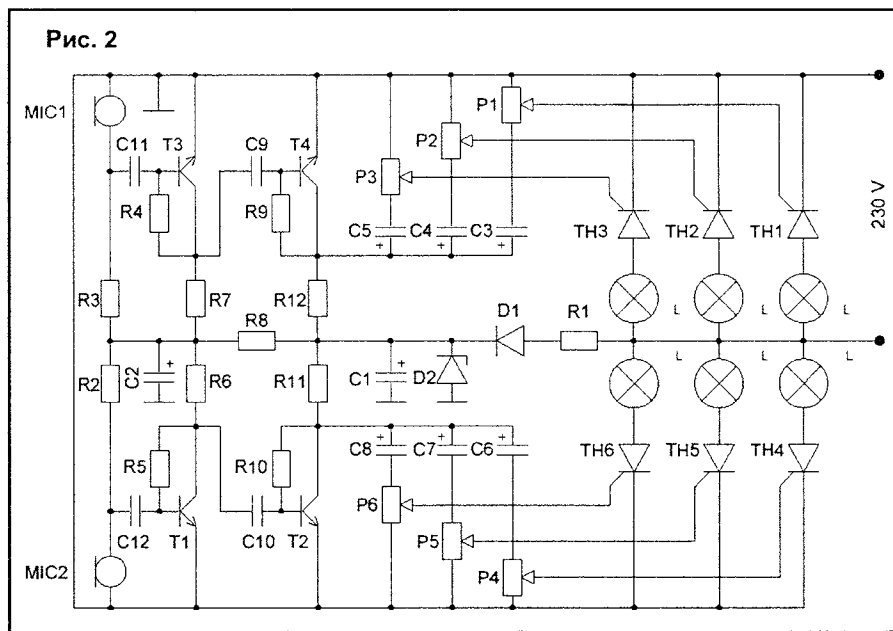 Рис. 2
MIC1
C11
T3
C9
T4
P1
P2
P3
R4
R9
C5
C4
C3
TH3
TH2
TH1
230 V
R3
R7
R12
L
L
L
R8
D1
R1
R2
C2
R6
R11
C1
D2
L
L
L
R5
R10
C8
C7
C6
TH6
TH5
TH4
P6
C12
T1
C10
T2
P5
MIC2
P4